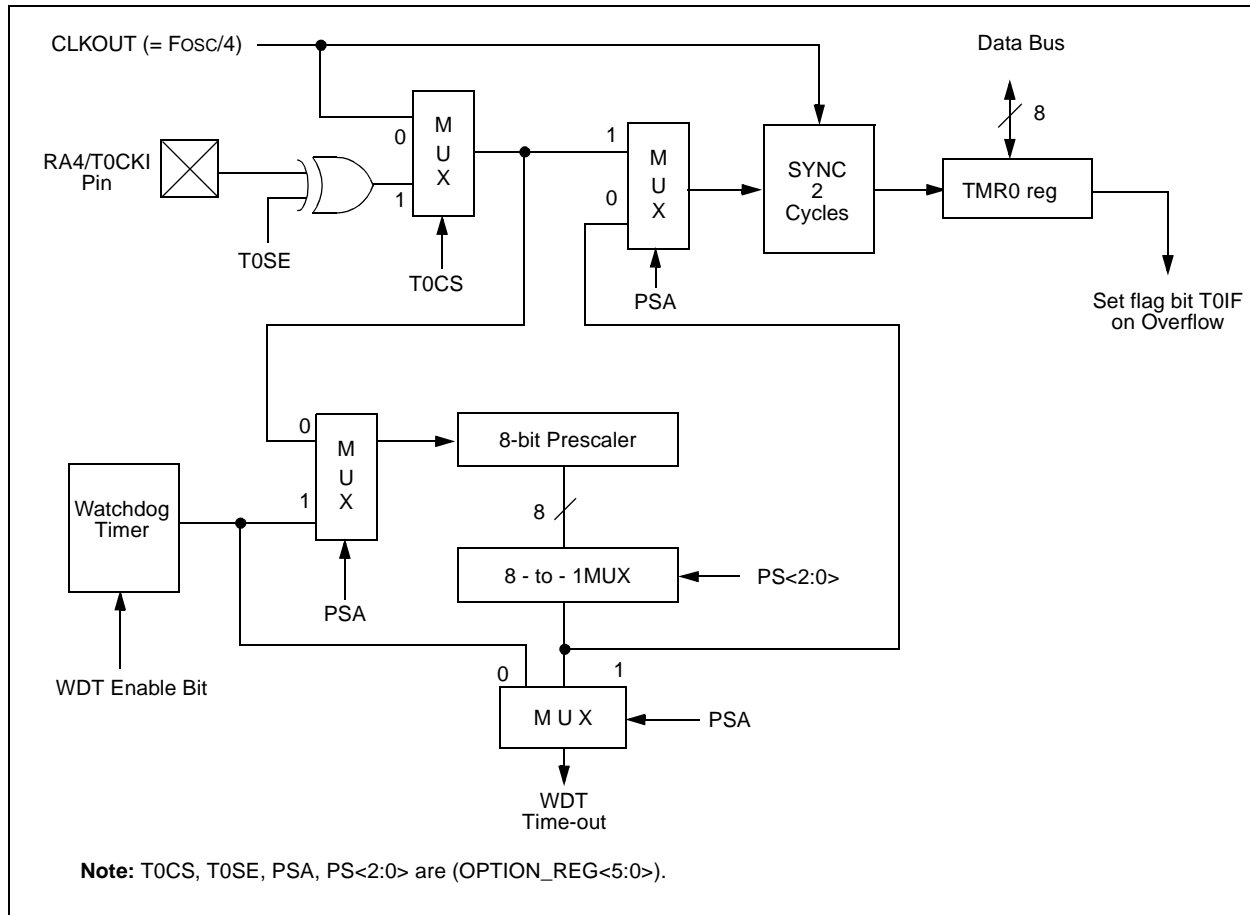 CLKOUT (= FOSC/4)
Data Bus
8
RA4/T0CKI
Pin
T0SE
0
1
M
U
X
T0CS
1
0
M
U
X
PSA
SYNC
2
Cycles
TMR0 reg
Set flag bit T0IF
on Overflow
Watchdog
Timer
WDT Enable Bit
0
1
M
U
X
PSA
8-bit Prescaler
8
8 - to - 1MUX
PS<2:0>
0
1
M U X
PSA
WDT
Time-out
Note: T0CS, T0SE, PSA, PS<2:0> are (OPTION_REG<5:0>).